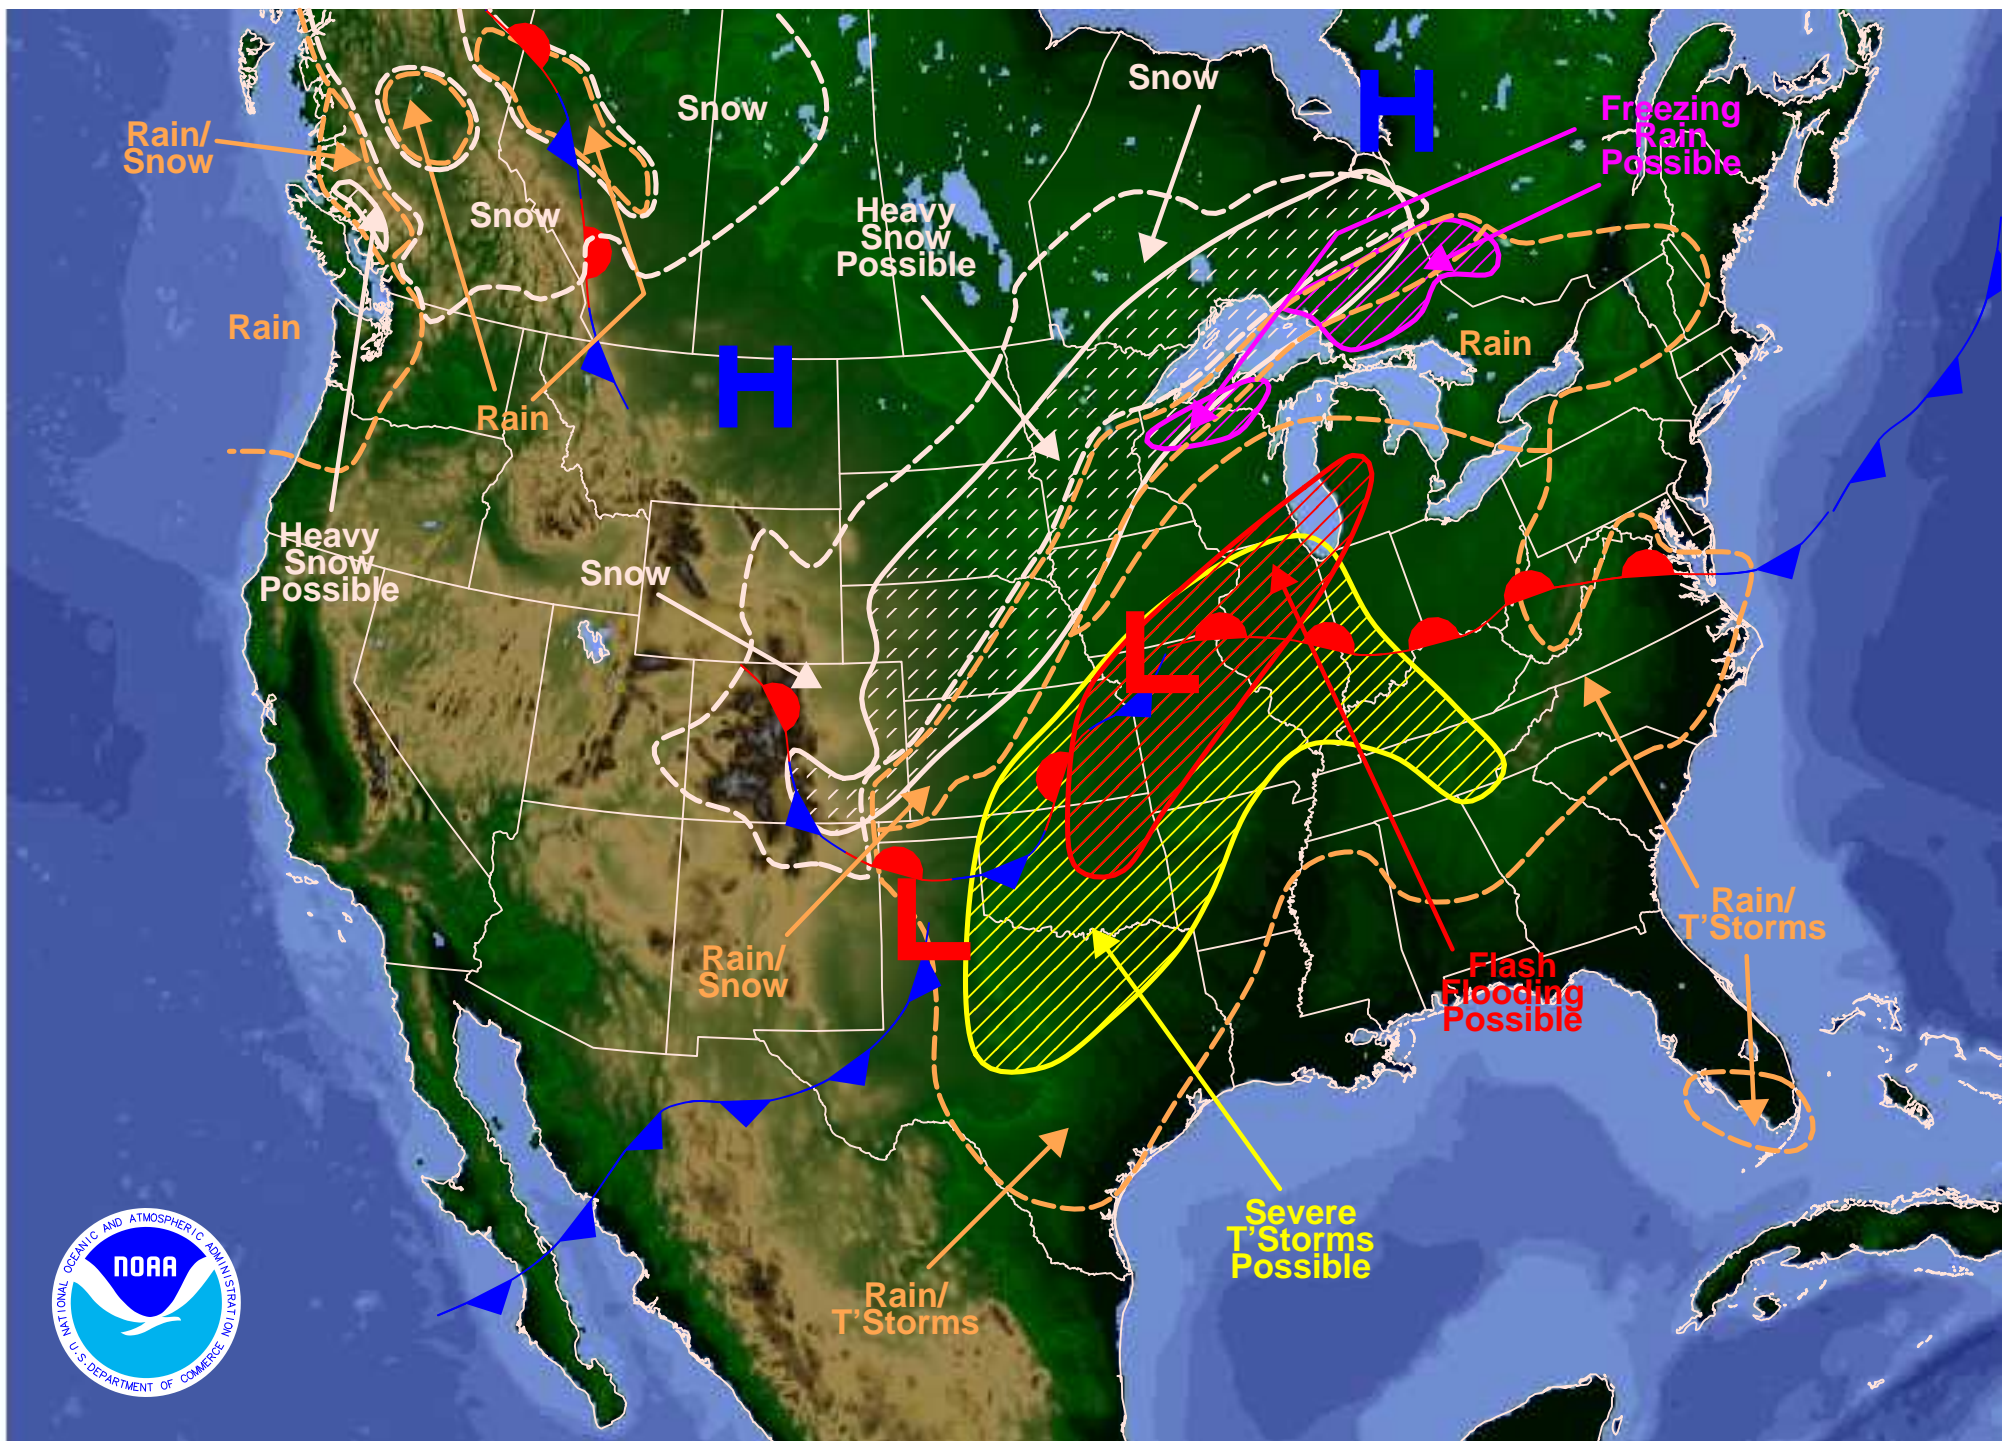 Snow
H
Freezing
Rain
Possible
Rain/
Snow
Snow
Snow
Heavy
Snow
Possible
Rain
Rain
H
Rain
Heavy
Snow
Possible
Snow
L
L
Rain/
Snow
Rain/
T'Storms
Flash
Flooding
Possible
Severe
T'Storms
Possible
Rain/
T'Storms
NATIONAL OCEANIC AND ATMOSPHERIC ADMINISTRATION
NOAA
U.S. DEPARTMENT OF COMMERCE